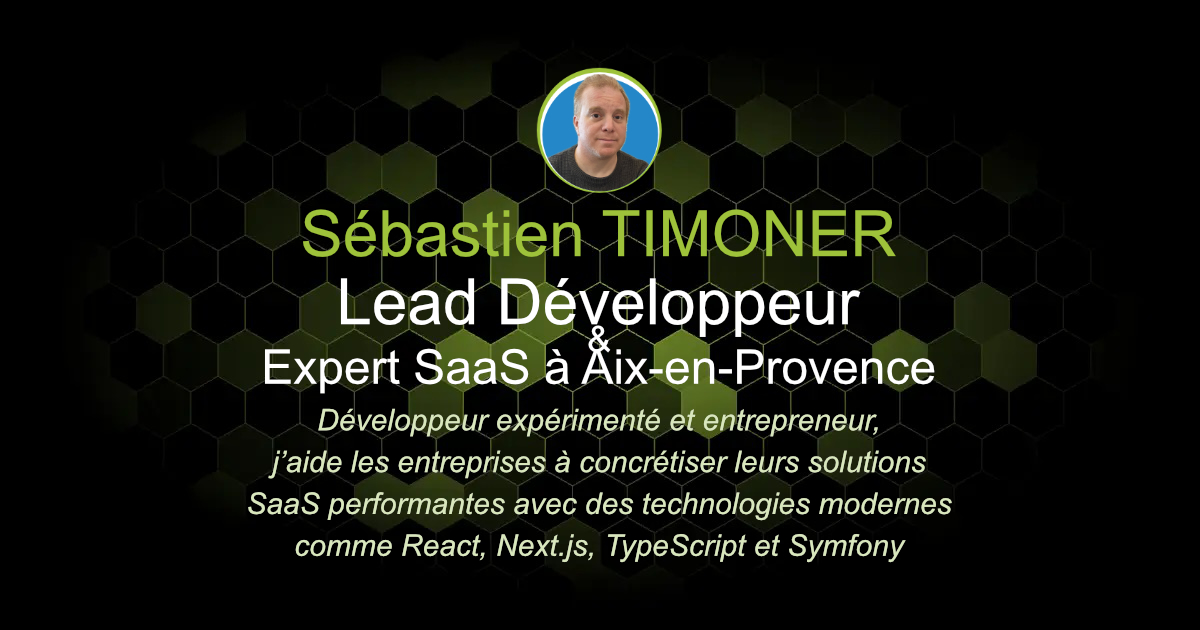 Sébastien TIMONER
Lead Développeur
&
Expert SaaS à Aix-en-Provence
Développeur expérimenté et entrepreneur,
j’aide les entreprises à concrétiser leurs solutions
SaaS performantes avec des technologies modernes
comme React, Next.js, TypeScript et Symfony